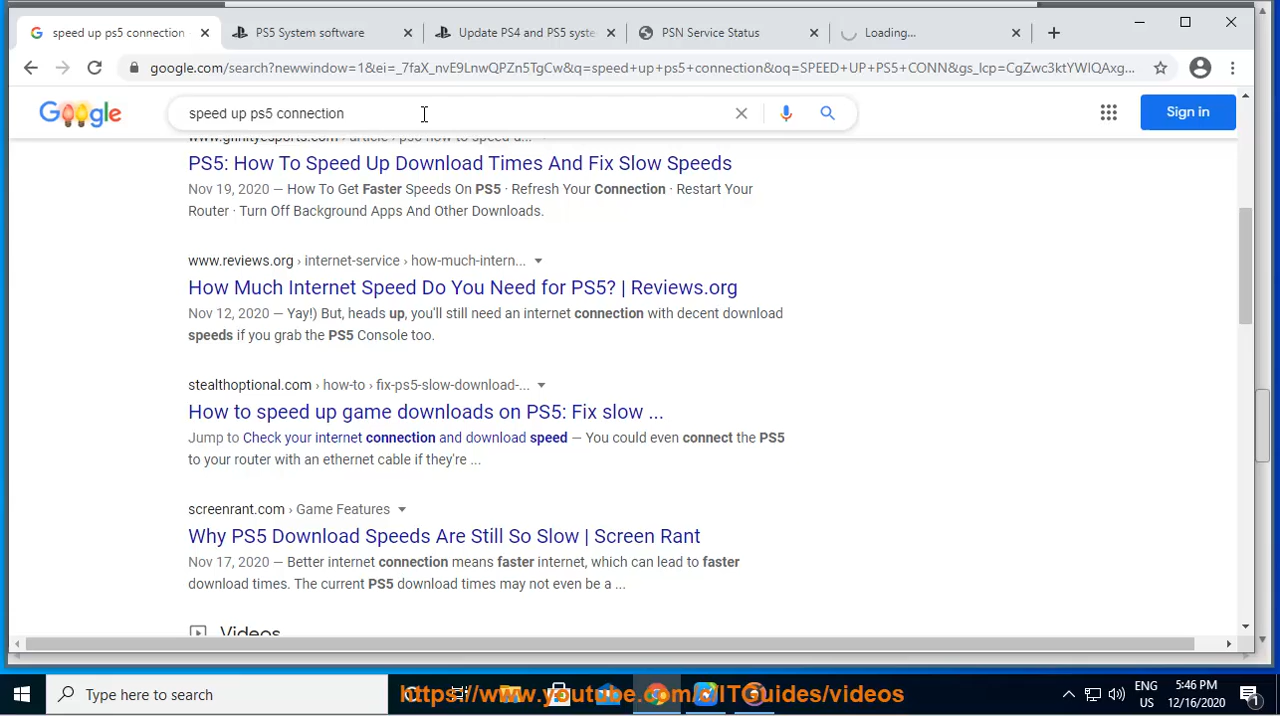 speed up ps5 connection
PS5 System software
Update PS4 and PS5 syste
PSN Service Status
Loading...
google.com/search?newwindow=1&ei=_7faX_nvE9LnwQPZn5TgCw&q=speed+up+ps5+connection&oq=SPEED+UP+PS5+CONN&gs_lcp=CgZwc3ktYWIQAxg...
Google
speed up ps5 connection
Sign in
PS5: How To Speed Up Download Times And Fix Slow Speeds
Nov 19, 2020 — How To Get Faster Speeds On PS5 · Refresh Your Connection · Restart Your
Router · Turn Off Background Apps And Other Downloads.
www.reviews.org › internet-service › how-much-intern...
How Much Internet Speed Do You Need for PS5? | Reviews.org
Nov 12, 2020 — Yay!) But, heads up, you'll still need an internet connection with decent download
speeds if you grab the PS5 Console too.
stealthoptional.com › how-to › fix-ps5-slow-download-...
How to speed up game downloads on PS5: Fix slow ...
Jump to Check your internet connection and download speed — You could even connect the PS5
to your router with an ethernet cable if they're ...
screenrant.com › Game Features
Why PS5 Download Speeds Are Still So Slow | Screen Rant
Nov 17, 2020 — Better internet connection means faster internet, which can lead to faster
download times. The current PS5 download times may not even be a ...
Videos
Type here to search
https://www.youtube.com/c/ITGuides/videos
ENG
US
5:46 PM
12/16/2020
1